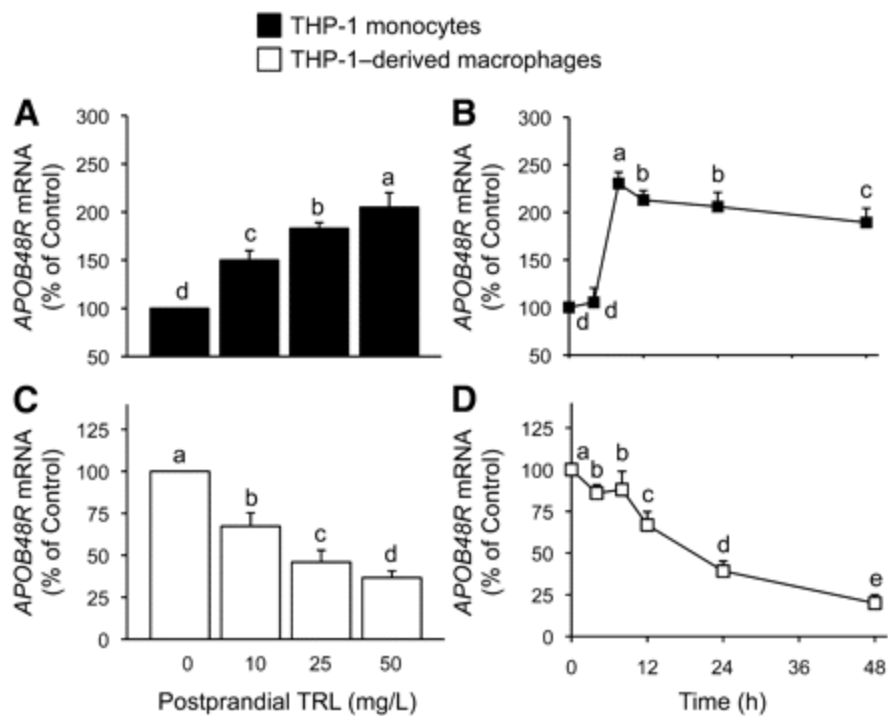 THP-1 monocytes
THP-1–derived macrophages
A
APOB48R mRNA
(% of Control)
300
250
200
150
100
50
d
c
b
a
B
APOB48R mRNA
(% of Control)
300
250
200
150
100
50
d
d
a
b
b
c
C
APOB48R mRNA
(% of Control)
125
100
75
50
25
0
a
b
c
d
0 10 25 50
Postprandial TRL (mg/L)
D
APOB48R mRNA
(% of Control)
125
100
75
50
25
0
a
b
b
c
d
e
0 12 24 36 48
Time (h)